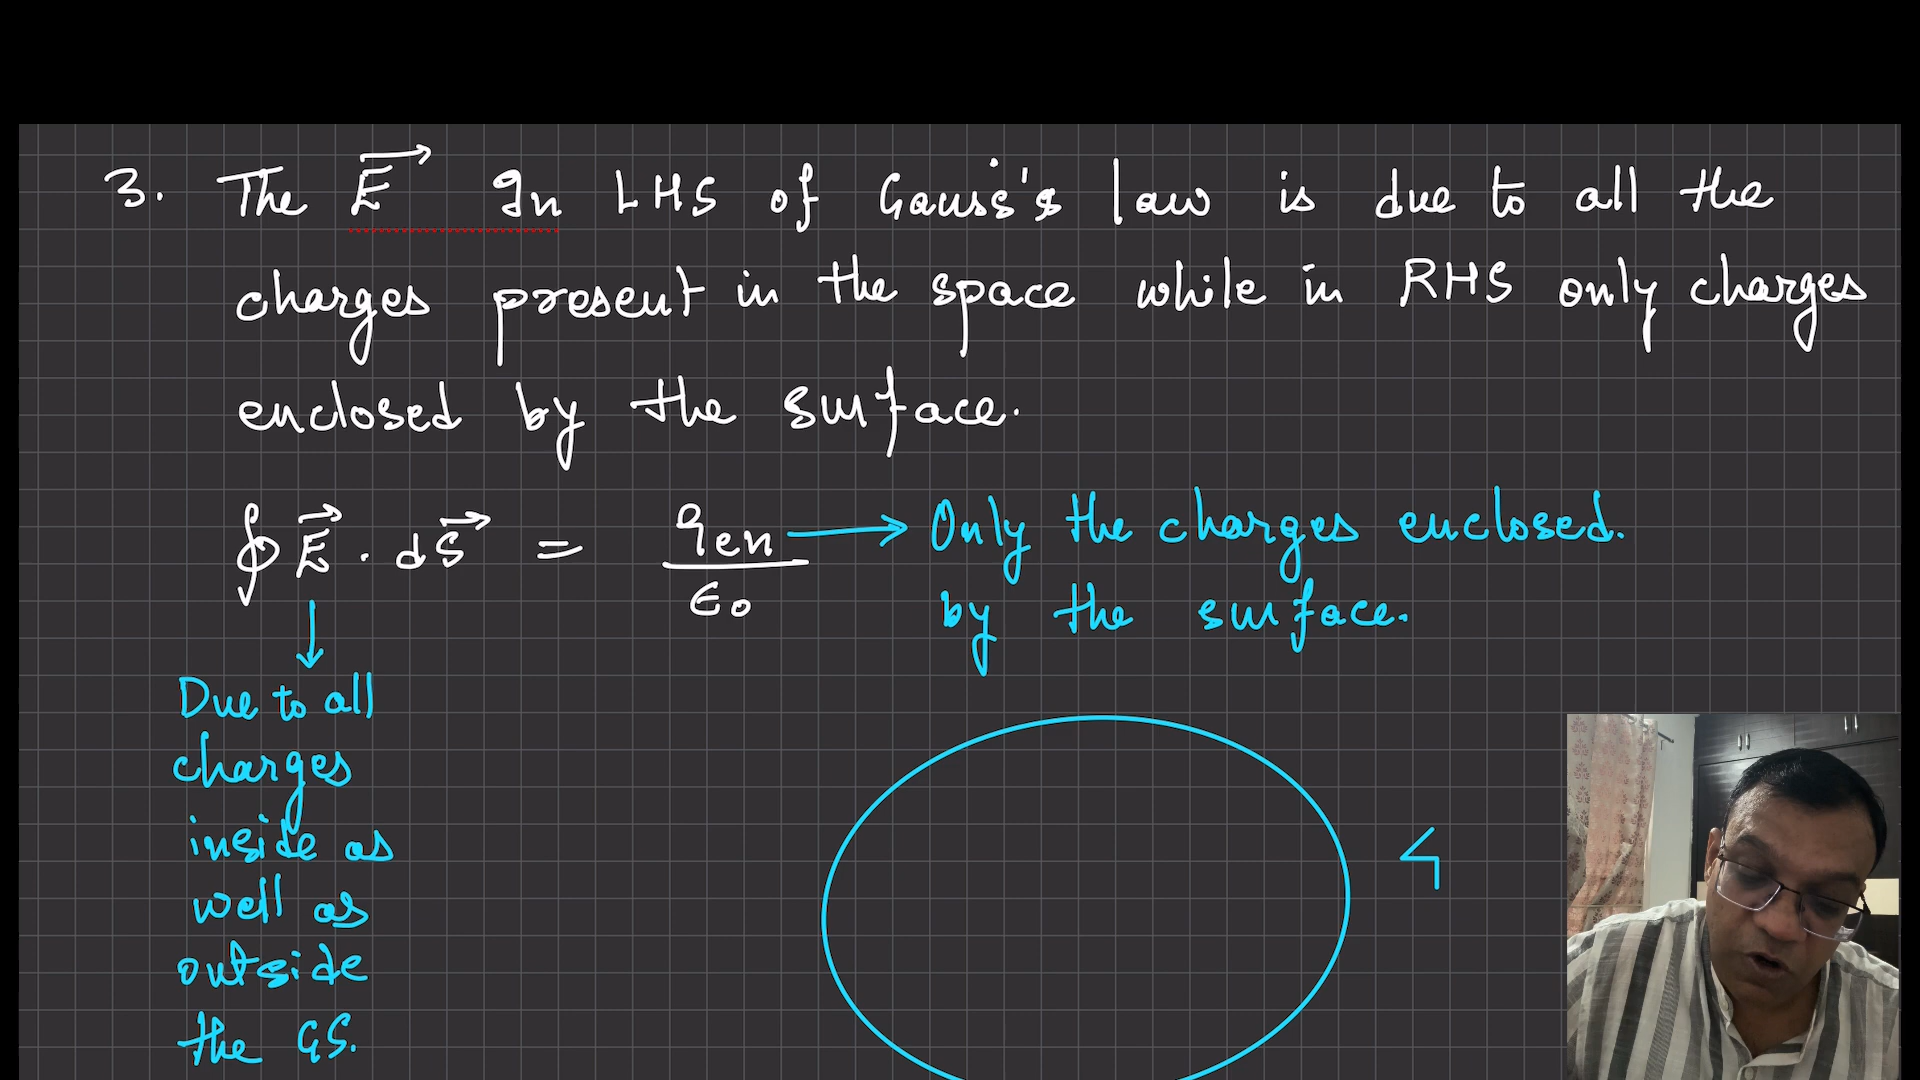 3. The E⃗ In LHS of Gauss's law is due to all the
charges present in the space while in RHS only charges
enclosed by the surface.
∮ E⃗ . dS⃗ = qen / ϵ0 → Only the charges enclosed.
by the surface.
↓
Due to all
charges
inside as
well as
outside
the GS.